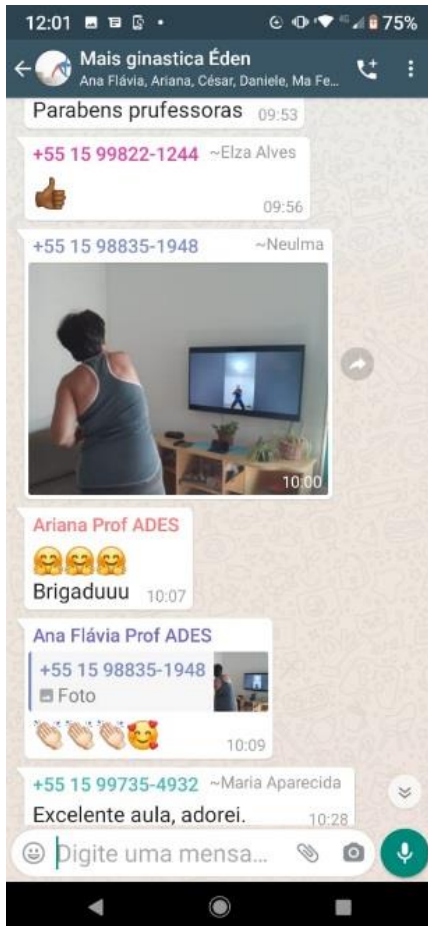 12:01 75%
Mais ginastica Éden
Ana Flávia, Ariana, César, Daniele, Ma Fe...
Parabens prufessoras 09:53
+55 15 99822-1244 ~Elza Alves
09:56
+55 15 98835-1948 ~Neulma
10:00
Ariana Prof ADES
Brigaduuu 10:07
Ana Flávia Prof ADES
+55 15 98835-1948
Foto
10:09
+55 15 99735-4932 ~Maria Aparecida
Excelente aula, adorei. 10:28
Digite uma mensa...